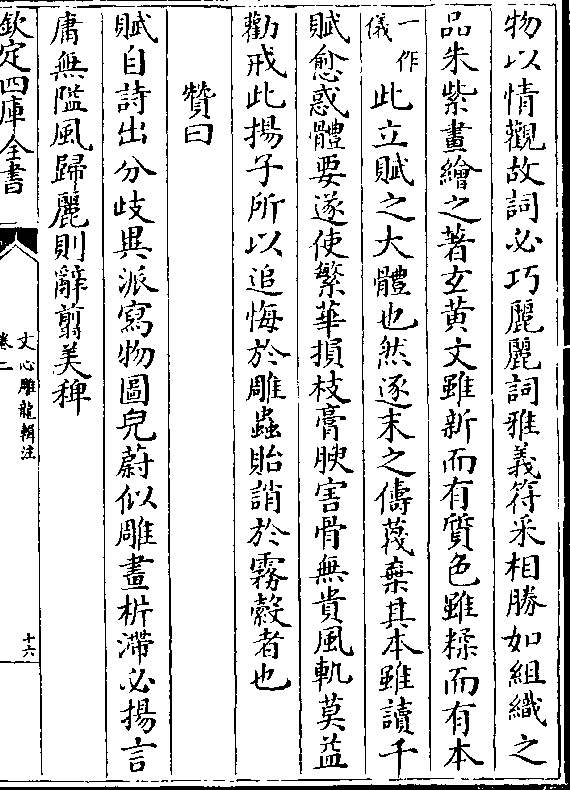 物以情觀故詞必巧麗麗詞雅義符采相勝如組織之
品朱紫畫繪之著玄黃文雖新而有質色雖糅而有本
一作
儀
此立賦之大體也然逐末之儔蔑棄其本雖讀千
賦愈惑體要遂使繁華損枝膏腴害骨無貴風軌莫益
勸戒此揚子所以追悔於雕蟲貽誚於霧縠者也
贊曰
賦自詩出分歧異派寫物圖皃蔚似雕畫枿滯必揚言
庸無隘風歸麗則辭翦美稗
欽定四庫全書
文心雕龍輯注
卷二
十六